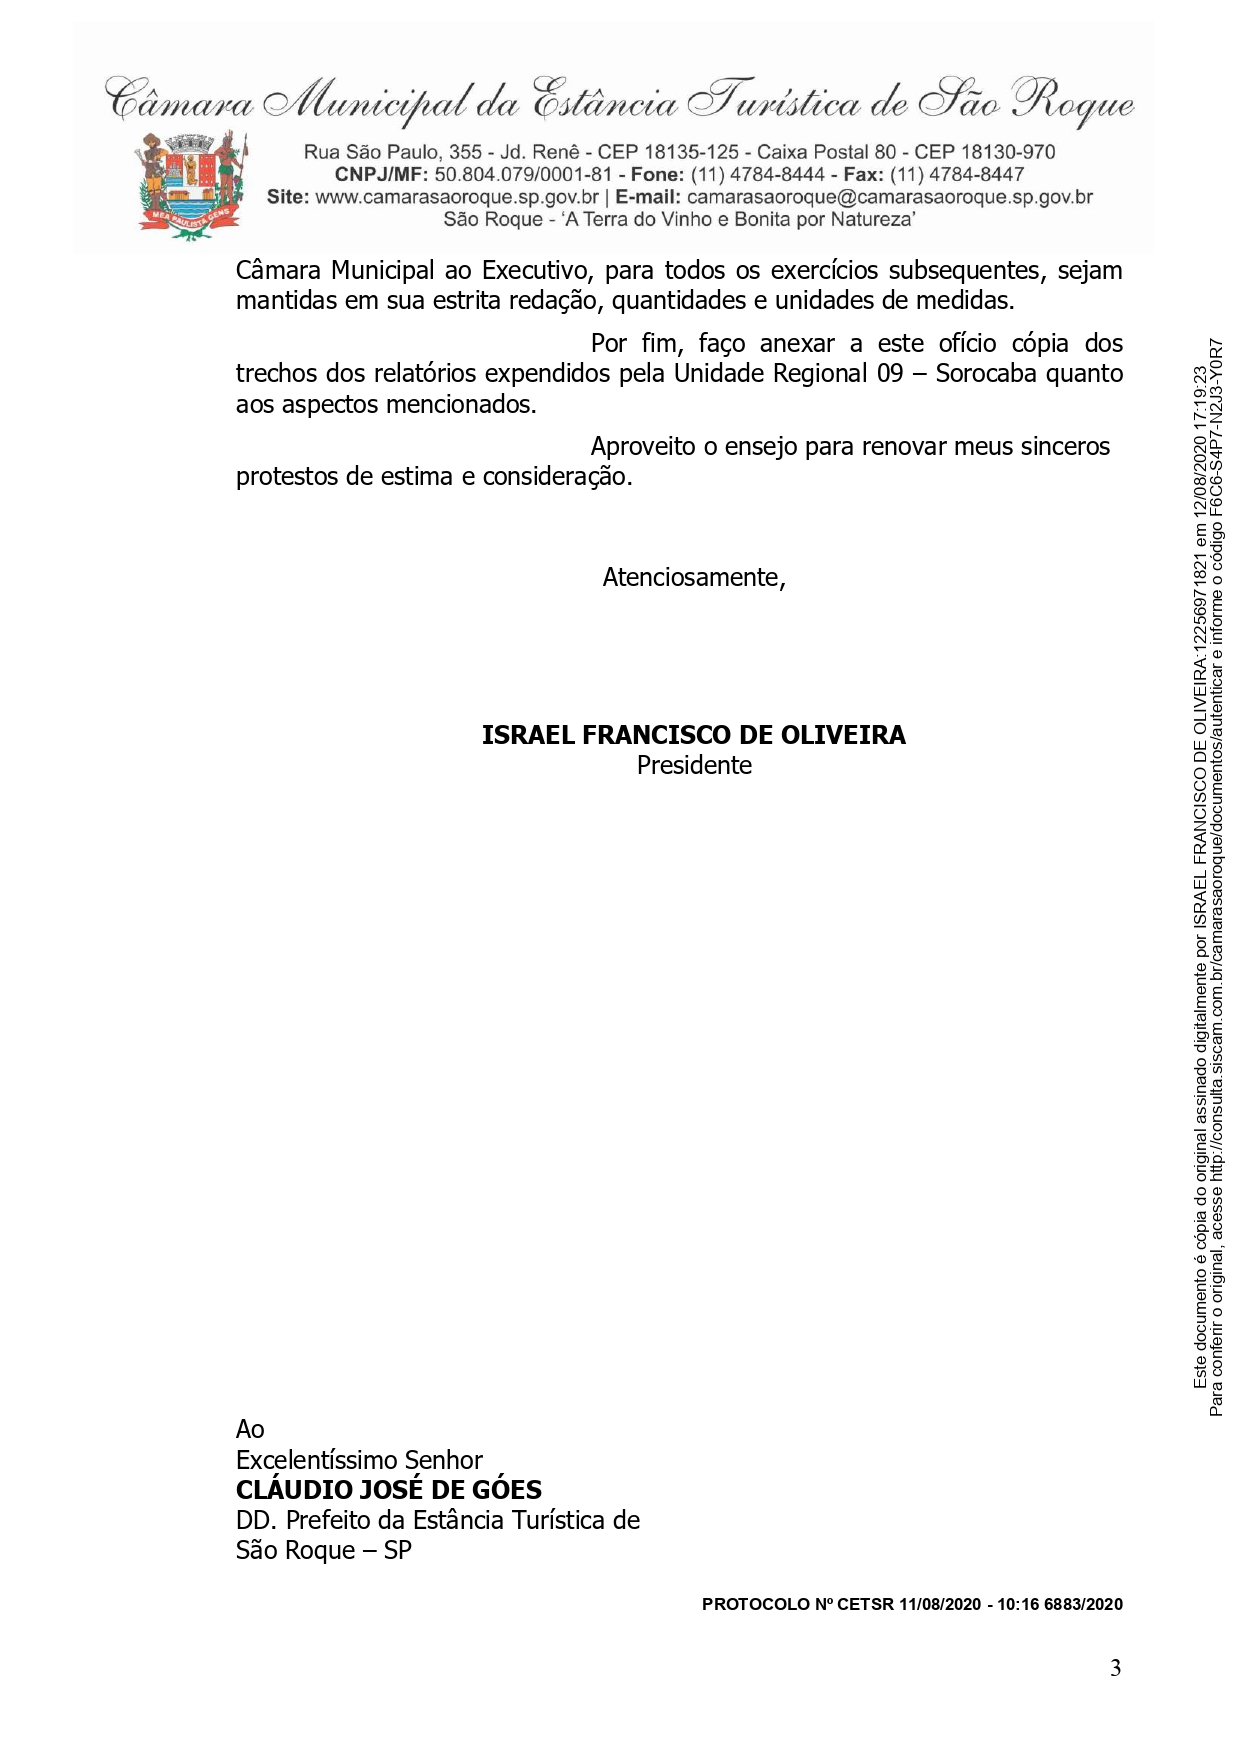 Câmara Municipal da Estância Turística de São Roque
Rua São Paulo, 355 - Jd. Renê - CEP 18135-125 - Caixa Postal 80 - CEP 18130-970
CNPJ/MF: 50.804.079/0001-81 - Fone: (11) 4784-8444 - Fax: (11) 4784-8447
Site: www.camarasaoroque.sp.gov.br | E-mail: camarasaoroque@camarasaoroque.sp.gov.br
São Roque - ‘A Terra do Vinho e Bonita por Natureza’
MEA PAULISTA GENS
Câmara Municipal ao Executivo, para todos os exercícios subsequentes, sejam
mantidas em sua estrita redação, quantidades e unidades de medidas.
Por fim, faço anexar a este ofício cópia dos
trechos dos relatórios expendidos pela Unidade Regional 09 – Sorocaba quanto
aos aspectos mencionados.
Aproveito o ensejo para renovar meus sinceros
protestos de estima e consideração.
Atenciosamente,
ISRAEL FRANCISCO DE OLIVEIRA
Presidente
Ao
Excelentíssimo Senhor
CLÁUDIO JOSÉ DE GÓES
DD. Prefeito da Estância Turística de
São Roque – SP
PROTOCOLO Nº CETSR 11/08/2020 - 10:16 6883/2020
3
Este documento é cópia do original assinado digitalmente por ISRAEL FRANCISCO DE OLIVEIRA:12256971821 em 12/08/2020 17:19:23
Para conferir o original, acesse http://consulta.siscam.com.br/camarasaoroque/documentos/autenticar e informe o código F6C6-S4P7-N2J3-Y0R7